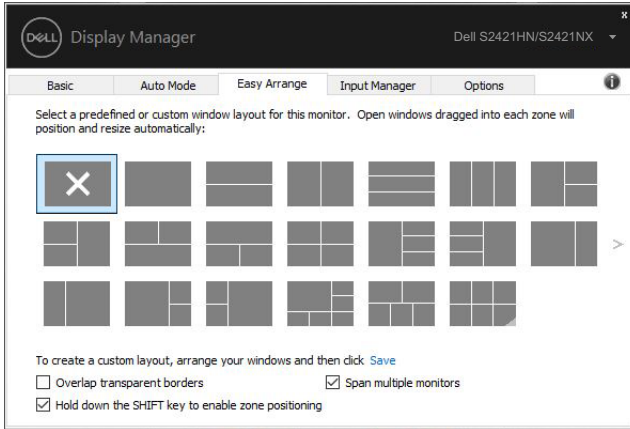 x
DELL Display Manager Dell S2421HN/S2421NX
Basic Auto Mode Easy Arrange Input Manager Options
Select a predefined or custom window layout for this monitor. Open windows dragged into each zone will
position and resize automatically:
To create a custom layout, arrange your windows and then click Save
Overlap transparent borders Span multiple monitors
Hold down the SHIFT key to enable zone positioning